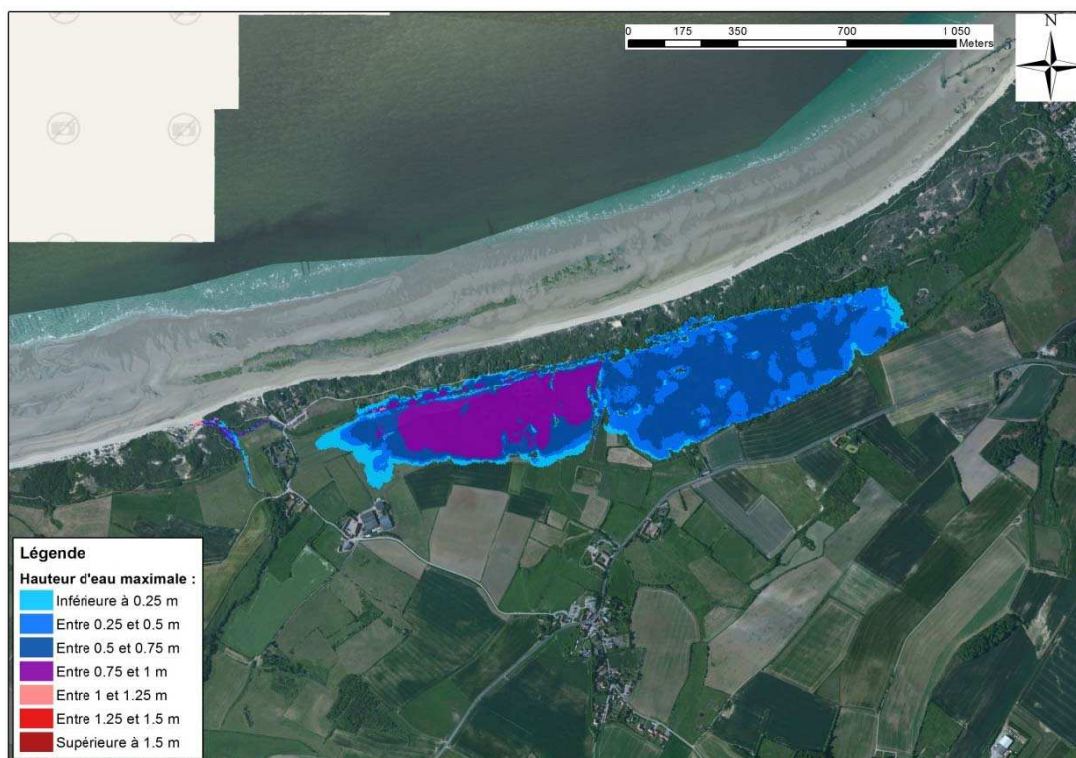 0 175 350 700 1 050
Meters
N
Légende
Hauteur d'eau maximale :
Inférieure à 0.25 m
Entre 0.25 et 0.5 m
Entre 0.5 et 0.75 m
Entre 0.75 et 1 m
Entre 1 et 1.25 m
Entre 1.25 et 1.5 m
Supérieure à 1.5 m